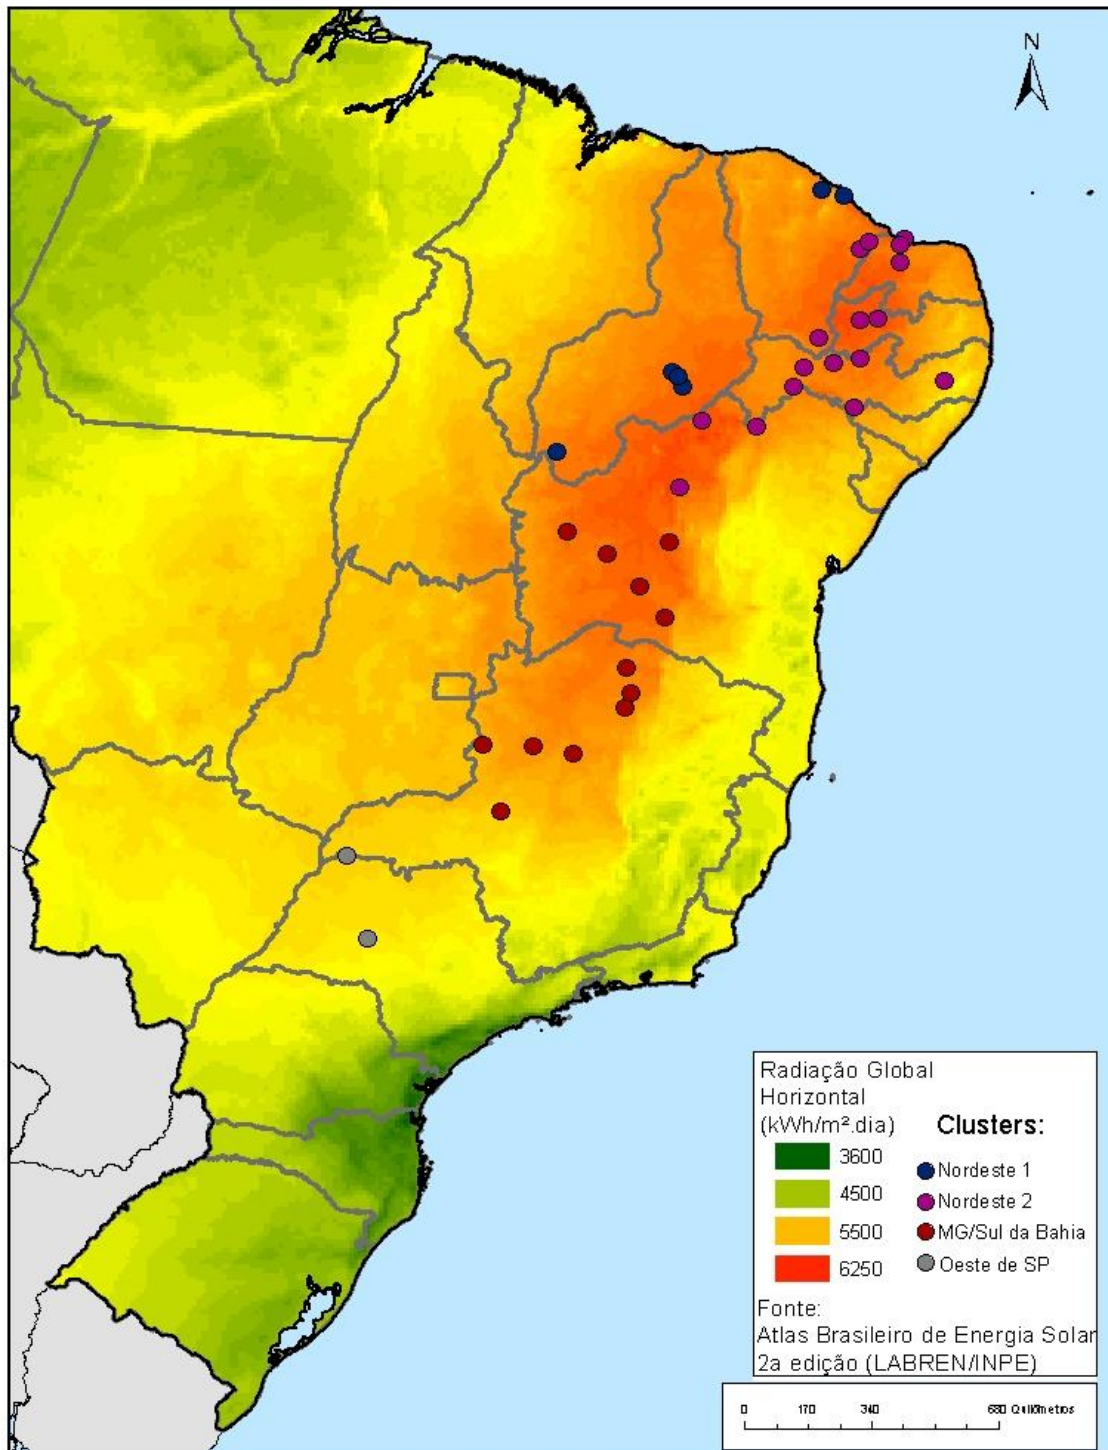 N
Radiação Global
Horizontal
(kWh/m².dia)
3600
4500
5500
6250
Clusters:
Nordeste 1
Nordeste 2
MG/Sul da Bahia
Oeste de SP
Fonte:
Atlas Brasileiro de Energia Solar
2a edição (LABREN/INPE)
0 170 340 680 Quilômetros